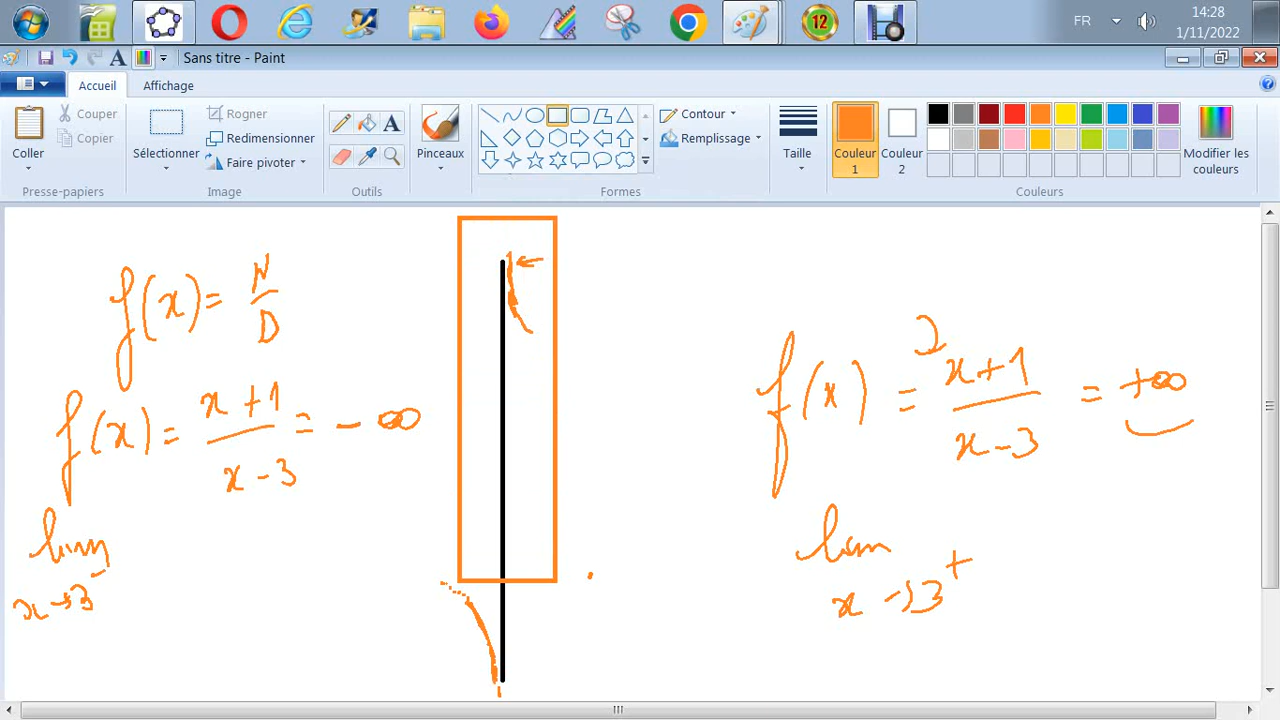 FR
14:28
1/11/2022
Sans titre - Paint
Accueil
Affichage
Coller
Couper
Copier
Presse-papiers
Sélectionner
Rogner
Redimensionner
Faire pivoter
Image
A
Outils
Pinceaux
Contour
Remplissage
Formes
Taille
Couleur 1
Couleur 2
Modifier les couleurs
Couleurs
12
f(x) = N/D
f(x) = x+1/x-3 = -∞
lim
x→3⁻
f(x) = x+1/x-3 = +∞
lim
x→3⁺